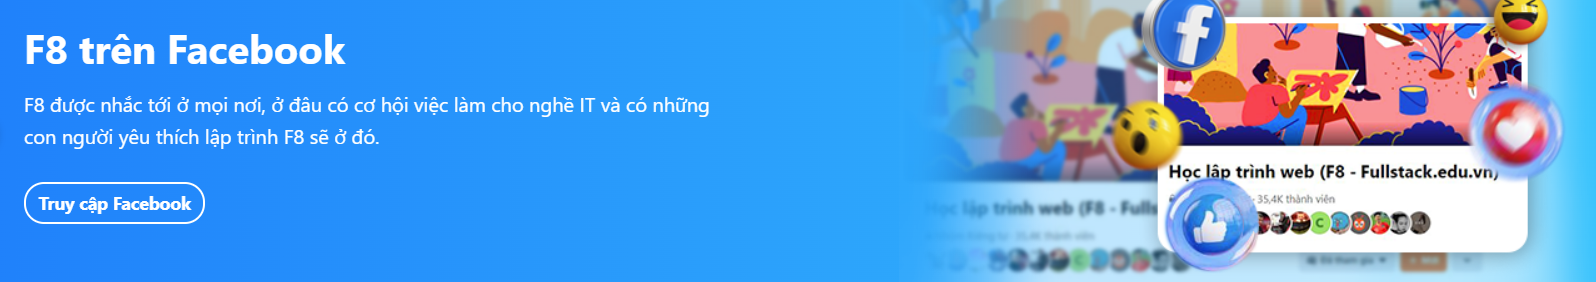 F8 trên Facebook
F8 được nhắc tới ở mọi nơi, ở đâu có cơ hội việc làm cho nghề IT và có những
con người yêu thích lập trình F8 sẽ ở đó.
Truy cập Facebook
Học lập trình web (F8 - Fullstack.edu.vn)
35,4K thành viên
C
Học lập trình web (F8 - Fulls